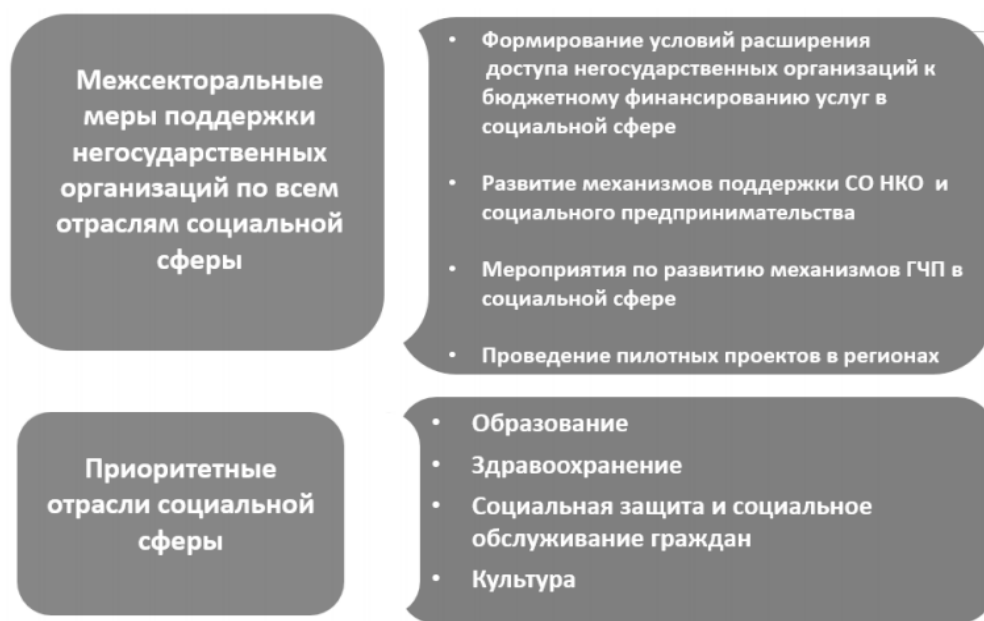 Межсекторальные
меры поддержки
негосударственных
организаций по всем
отраслям социальной
сферы
• Формирование условий расширения
доступа негосударственных организаций к
бюджетному финансированию услуг в
социальной сфере
• Развитие механизмов поддержки СО НКО и
социального предпринимательства
• Мероприятия по развитию механизмов ГЧП в
социальной сфере
• Проведение пилотных проектов в регионах
Приоритетные
отрасли социальной
сферы
• Образование
• Здравоохранение
• Социальная защита и социальное
обслуживание граждан
• Культура